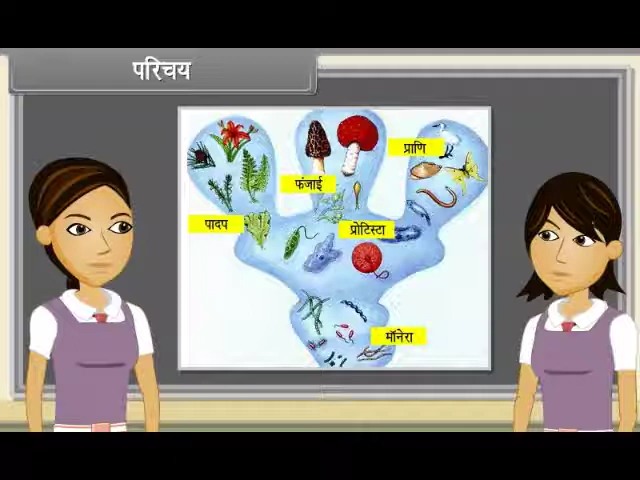 परिचय
प्राणि
फंजाई
पादप
प्रोटिस्टा
मॉनेरा